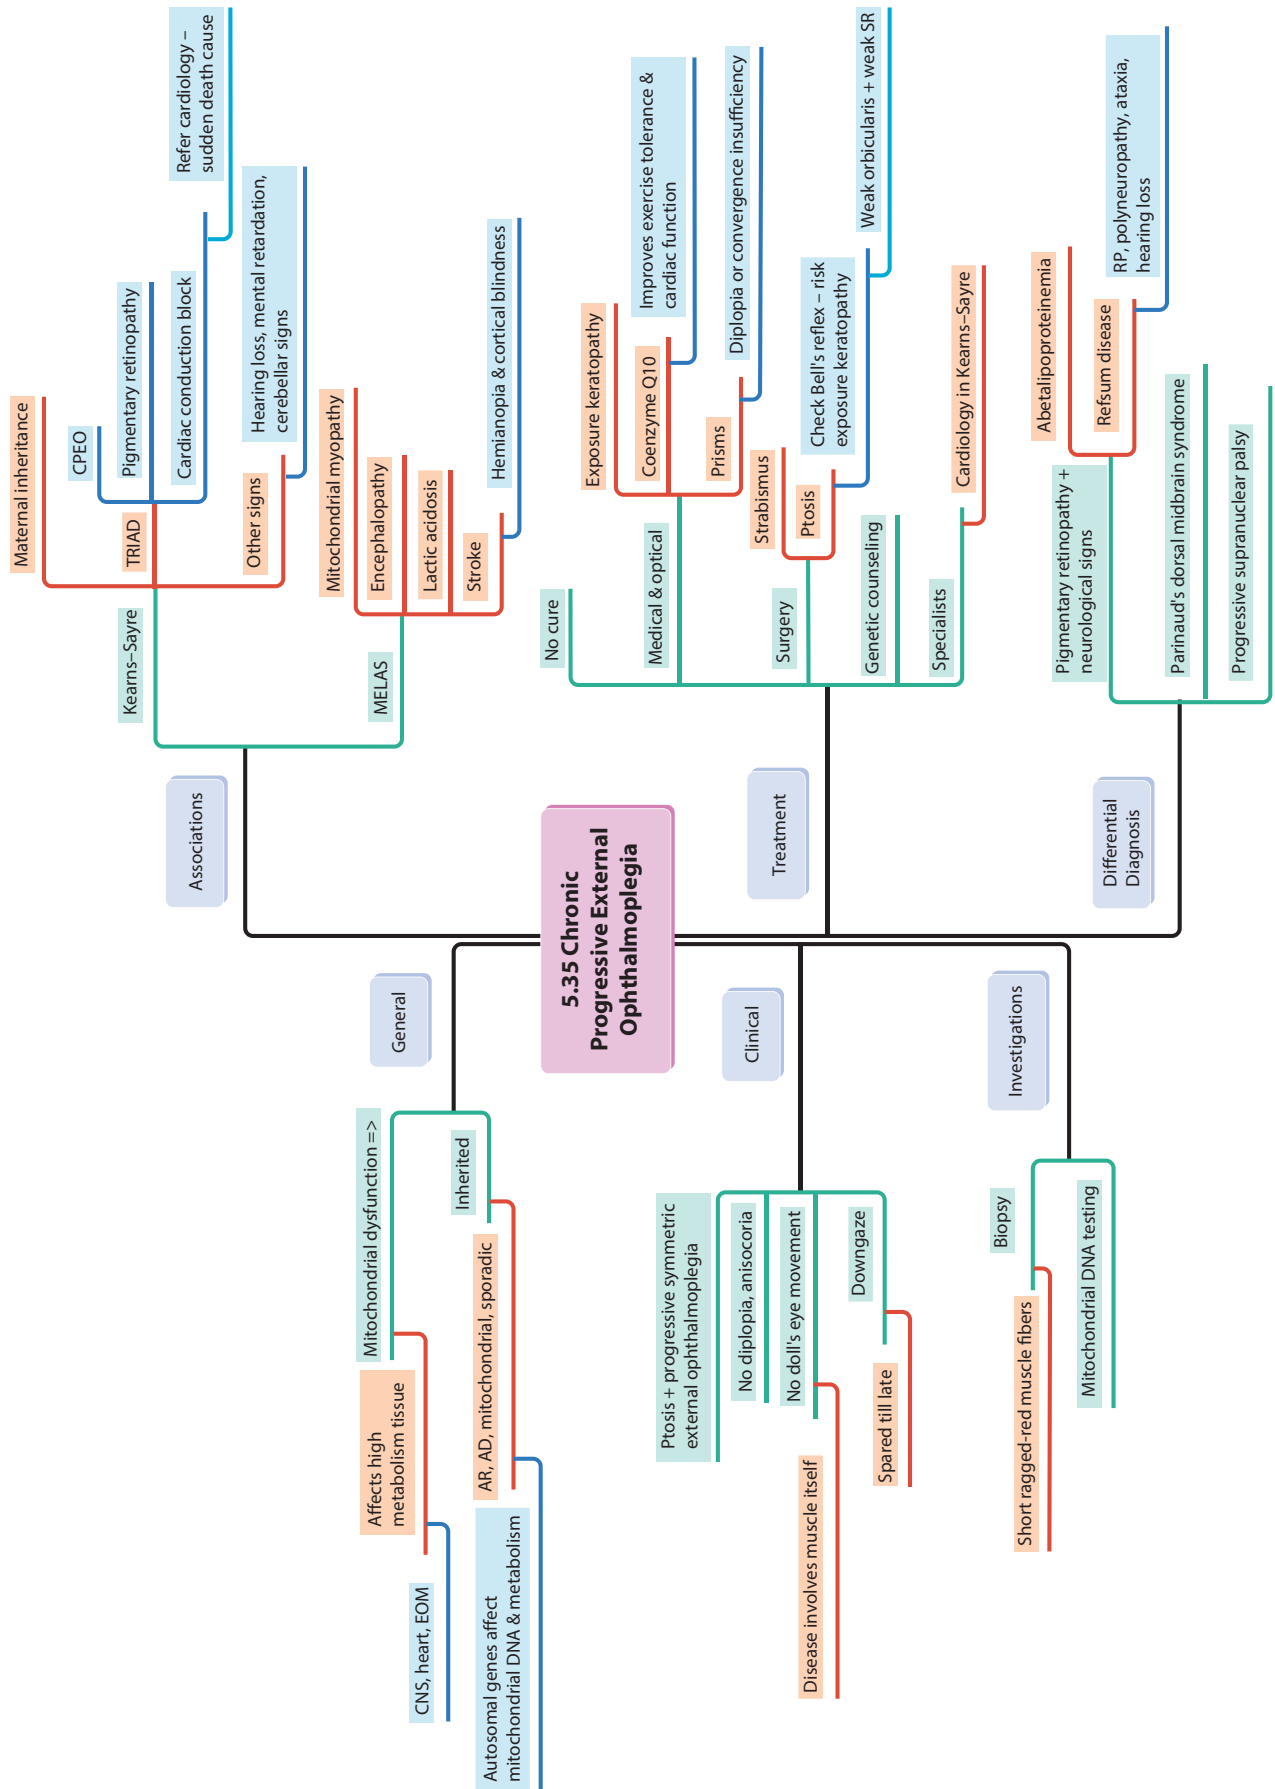 5.35 Chronic
Progressive External
Ophthalmoplegia
General
Mitochondrial dysfunction =>
Affects high
metabolism tissue
CNS, heart, EOM
Inherited
AR, AD, mitochondrial, sporadic
Autosomal genes affect
mitochondrial DNA & metabolism
Clinical
Ptosis + progressive symmetric
external ophthalmoplegia
No diplopia, anisocoria
No doll's eye movement
Disease involves muscle itself
Downgaze
Spared till late
Investigations
Biopsy
Short ragged-red muscle fibers
Mitochondrial DNA testing
Associations
Kearns–Sayre
Maternal inheritance
TRIAD
CPEO
Pigmentary retinopathy
Cardiac conduction block
Refer cardiology –
sudden death cause
Other signs
Hearing loss, mental retardation,
cerebellar signs
MELAS
Mitochondrial myopathy
Encephalopathy
Lactic acidosis
Stroke
Hemianopia & cortical blindness
Treatment
No cure
Medical & optical
Exposure keratopathy
Coenzyme Q10
Improves exercise tolerance &
cardiac function
Prisms
Diplopia or convergence insufficiency
Surgery
Strabismus
Ptosis
Check Bell's reflex – risk
exposure keratopathy
Weak orbicularis + weak SR
Genetic counseling
Specialists
Cardiology in Kearns–Sayre
Differential
Diagnosis
Pigmentary retinopathy +
neurological signs
Abetalipoproteinemia
Refsum disease
RP, polyneuropathy, ataxia,
hearing loss
Parinaud's dorsal midbrain syndrome
Progressive supranuclear palsy